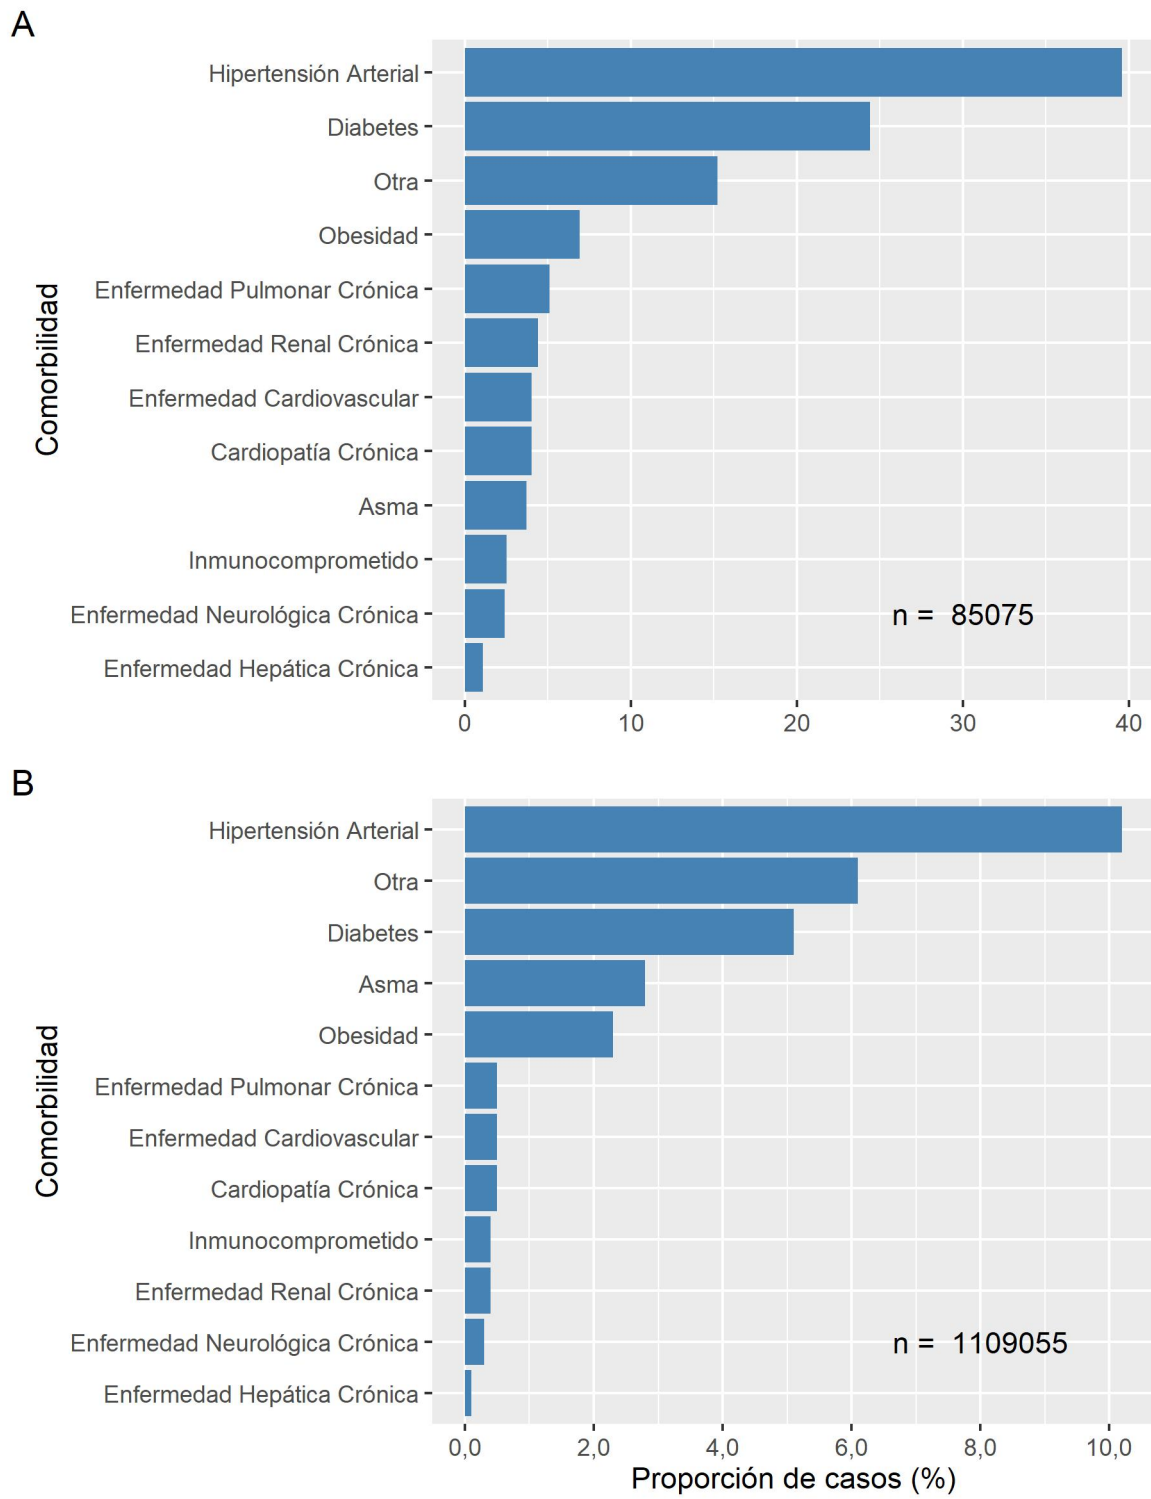 A
Hipertensión Arterial
Diabetes
Otra
Obesidad
Enfermedad Pulmonar Crónica
Enfermedad Renal Crónica
Enfermedad Cardiovascular
Cardiopatía Crónica
Asma
Inmunocomprometido
Enfermedad Neurológica Crónica
Enfermedad Hepática Crónica
Comorbilidad
n = 85075
0 10 20 30 40
B
Hipertensión Arterial
Otra
Diabetes
Asma
Obesidad
Enfermedad Pulmonar Crónica
Enfermedad Cardiovascular
Cardiopatía Crónica
Inmunocomprometido
Enfermedad Renal Crónica
Enfermedad Neurológica Crónica
Enfermedad Hepática Crónica
Comorbilidad
n = 1109055
0,0 2,0 4,0 6,0 8,0 10,0
Proporción de casos (%)